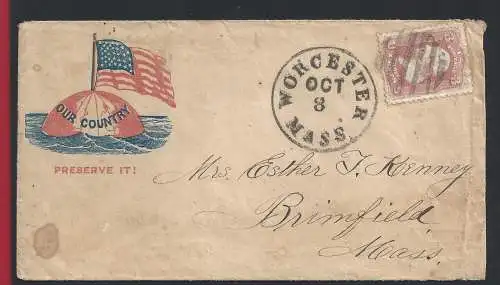 OUR COUNTRY
PRESERVE IT!
WORCESTER
OCT
8
MASS.
Mrs. Esther T. Kenney
Brimfield
Mass.